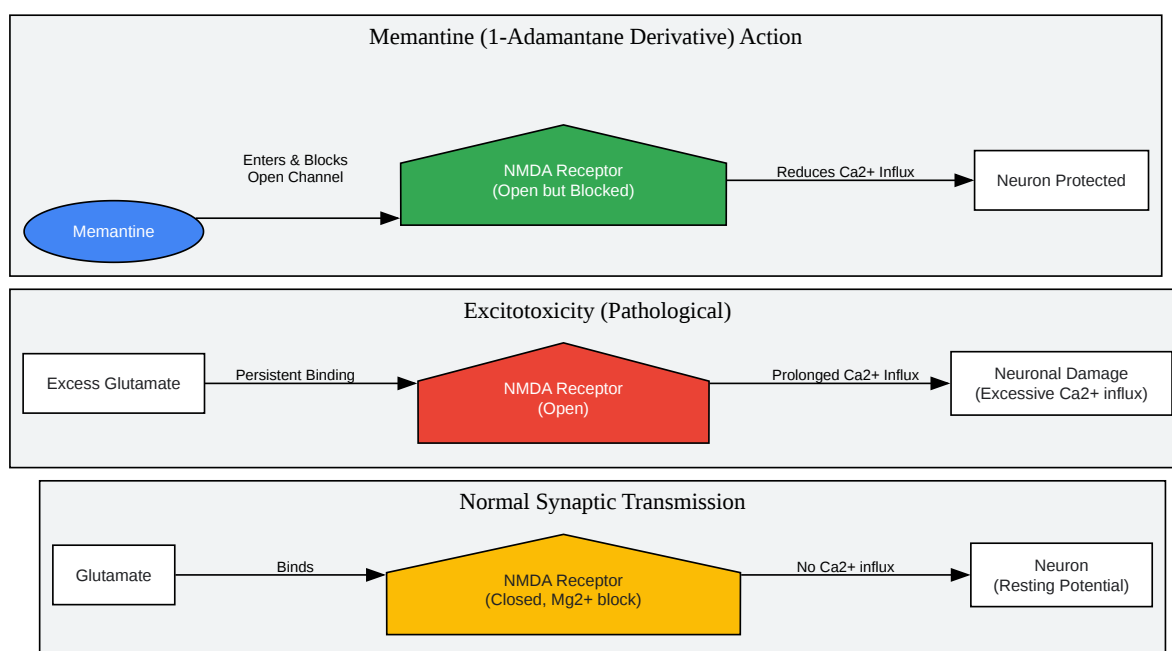 Memantine (1-Adamantane Derivative) Action
Enters & Blocks
Open Channel
Memantine
NMDA Receptor
(Open but Blocked)
Reduces Ca2+ Influx
Neuron Protected
Excitotoxicity (Pathological)
Excess Glutamate
Persistent Binding
NMDA Receptor
(Open)
Prolonged Ca2+ Influx
Neuronal Damage
(Excessive Ca2+ influx)
Normal Synaptic Transmission
Glutamate
Binds
NMDA Receptor
(Closed, Mg2+ block)
No Ca2+ influx
Neuron
(Resting Potential)